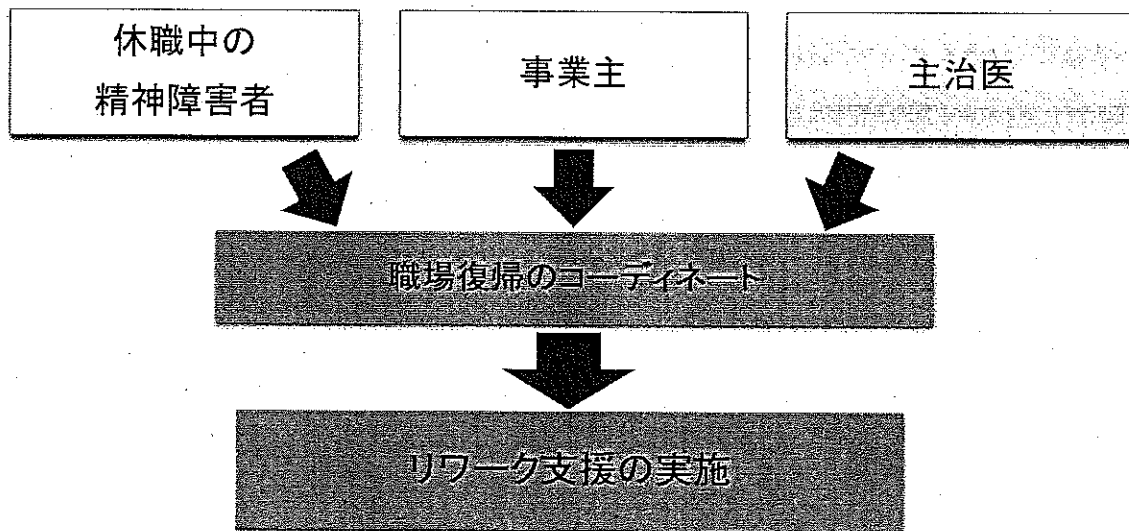 休職中の
精神障害者
事業主
主治医
職場復帰のコーディネート
リワーク支援の実施